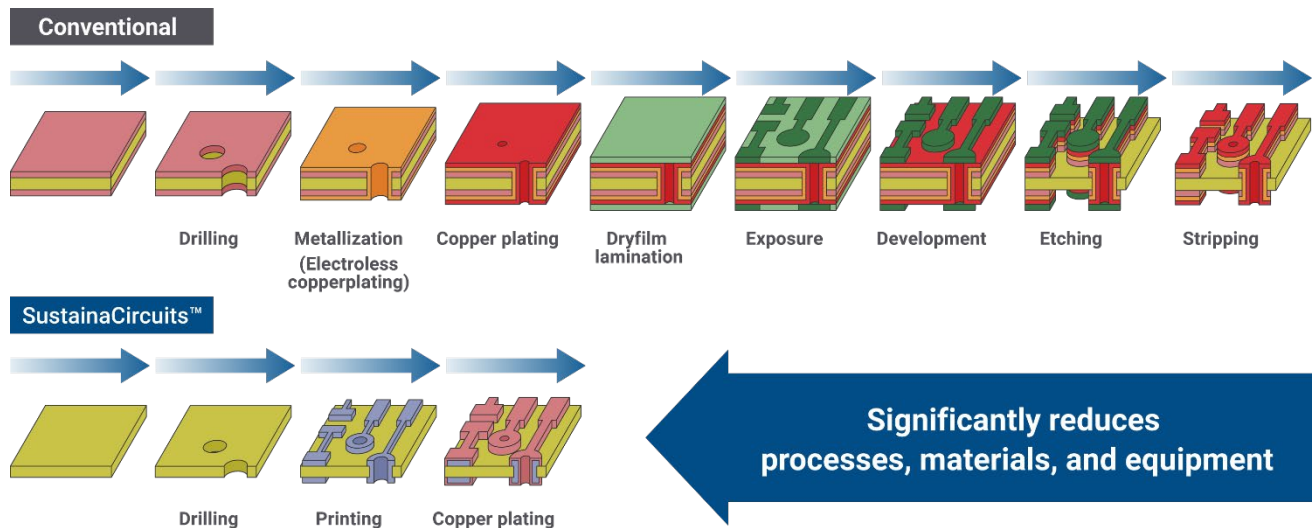 Conventional
Drilling
Metallization
(Electroless
copperplating)
Copper plating
Dryfilm
lamination
Exposure
Development
Etching
Stripping
SustainaCircuits™
Drilling
Printing
Copper plating
Significantly reduces
processes, materials, and equipment